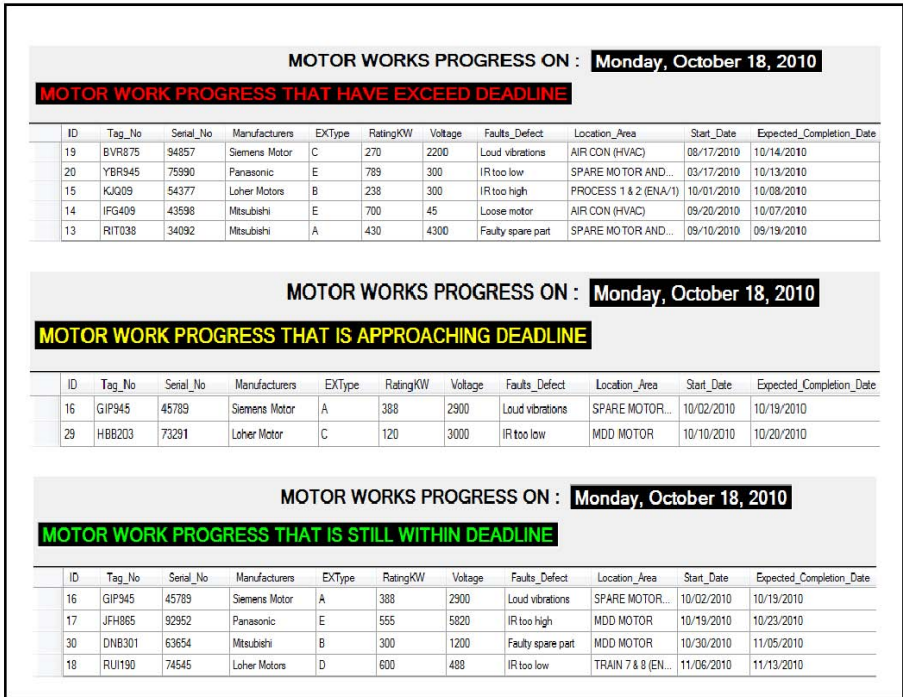 MOTOR WORKS PROGRESS ON : Monday, October 18, 2010
MOTOR WORK PROGRESS THAT HAVE EXCEED DEADLINE
ID Tag_No Serial_No Manufacturers EXType RatingKW Voltage Faults_Defect Location_Area Start_Date Expected_Completion_Date
19 BVR875 94857 Siemens Motor C 270 2200 Loud vibrations AIR CON (HVAC) 08/17/2010 10/14/2010
20 YBR945 75990 Panasonic E 789 300 IR too low SPARE MOTOR AND... 03/17/2010 10/13/2010
15 KJQ09 54377 Loher Motors B 238 300 IR too high PROCESS 1 & 2 (ENA/1) 10/01/2010 10/08/2010
14 IFG409 43598 Mitsubishi E 700 45 Loose motor AIR CON (HVAC) 09/20/2010 10/07/2010
13 RIT038 34092 Mitsubishi A 430 4300 Faulty spare part SPARE MOTOR AND... 09/10/2010 09/19/2010
MOTOR WORKS PROGRESS ON : Monday, October 18, 2010
MOTOR WORK PROGRESS THAT IS APPROACHING DEADLINE
ID Tag_No Serial_No Manufacturers EXType RatingKW Voltage Faults_Defect Location_Area Start_Date Expected_Completion_Date
16 GIP945 45789 Siemens Motor A 388 2900 Loud vibrations SPARE MOTOR... 10/02/2010 10/19/2010
29 HBB203 73291 Loher Motor C 120 3000 IR too low MDD MOTOR 10/10/2010 10/20/2010
MOTOR WORKS PROGRESS ON : Monday, October 18, 2010
MOTOR WORK PROGRESS THAT IS STILL WITHIN DEADLINE
ID Tag_No Serial_No Manufacturers EXType RatingKW Voltage Faults_Defect Location_Area Start_Date Expected_Completion_Date
16 GIP945 45789 Siemens Motor A 388 2900 Loud vibrations SPARE MOTOR... 10/02/2010 10/19/2010
17 JFH865 92952 Panasonic E 555 5820 IR too high MDD MOTOR 10/19/2010 10/23/2010
30 DNB301 63654 Mitsubishi B 300 1200 Faulty spare part MDD MOTOR 10/30/2010 11/05/2010
18 RUI190 74545 Loher Motors D 600 488 IR too low TRAIN 7 & 8 (EN... 11/06/2010 11/13/2010